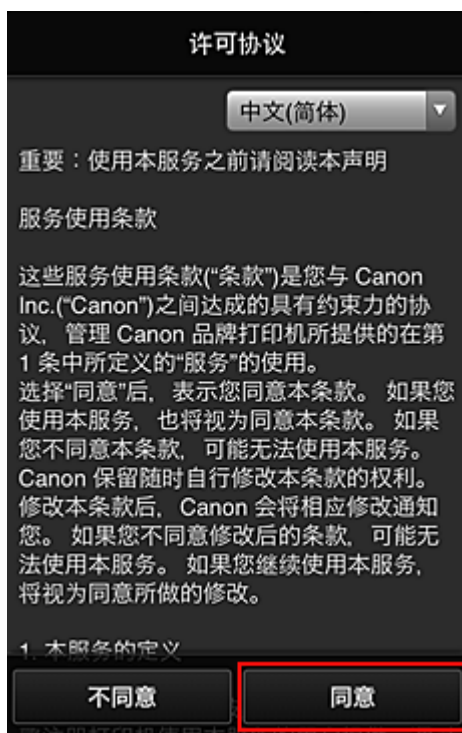 许可协议
中文(简体)
重要：使用本服务之前请阅读本声明
服务使用条款
这些服务使用条款(“条款”)是您与 Canon
Inc.(“Canon”)之间达成的具有约束力的协
议，管理 Canon 品牌打印机所提供的在第
1 条中所定义的“服务”的使用。
选择“同意”后，表示您同意本条款。 如果您
使用本服务，也将视为同意本条款。 如果
您不同意本条款，可能无法使用本服务。
Canon 保留随时自行修改本条款的权利。
修改本条款后，Canon 会将相应修改通知
您。 如果您不同意修改后的条款，可能无
法使用本服务。 如果您继续使用本服务，
将视为同意所做的修改。
1. 本服务的定义
不同意
同意